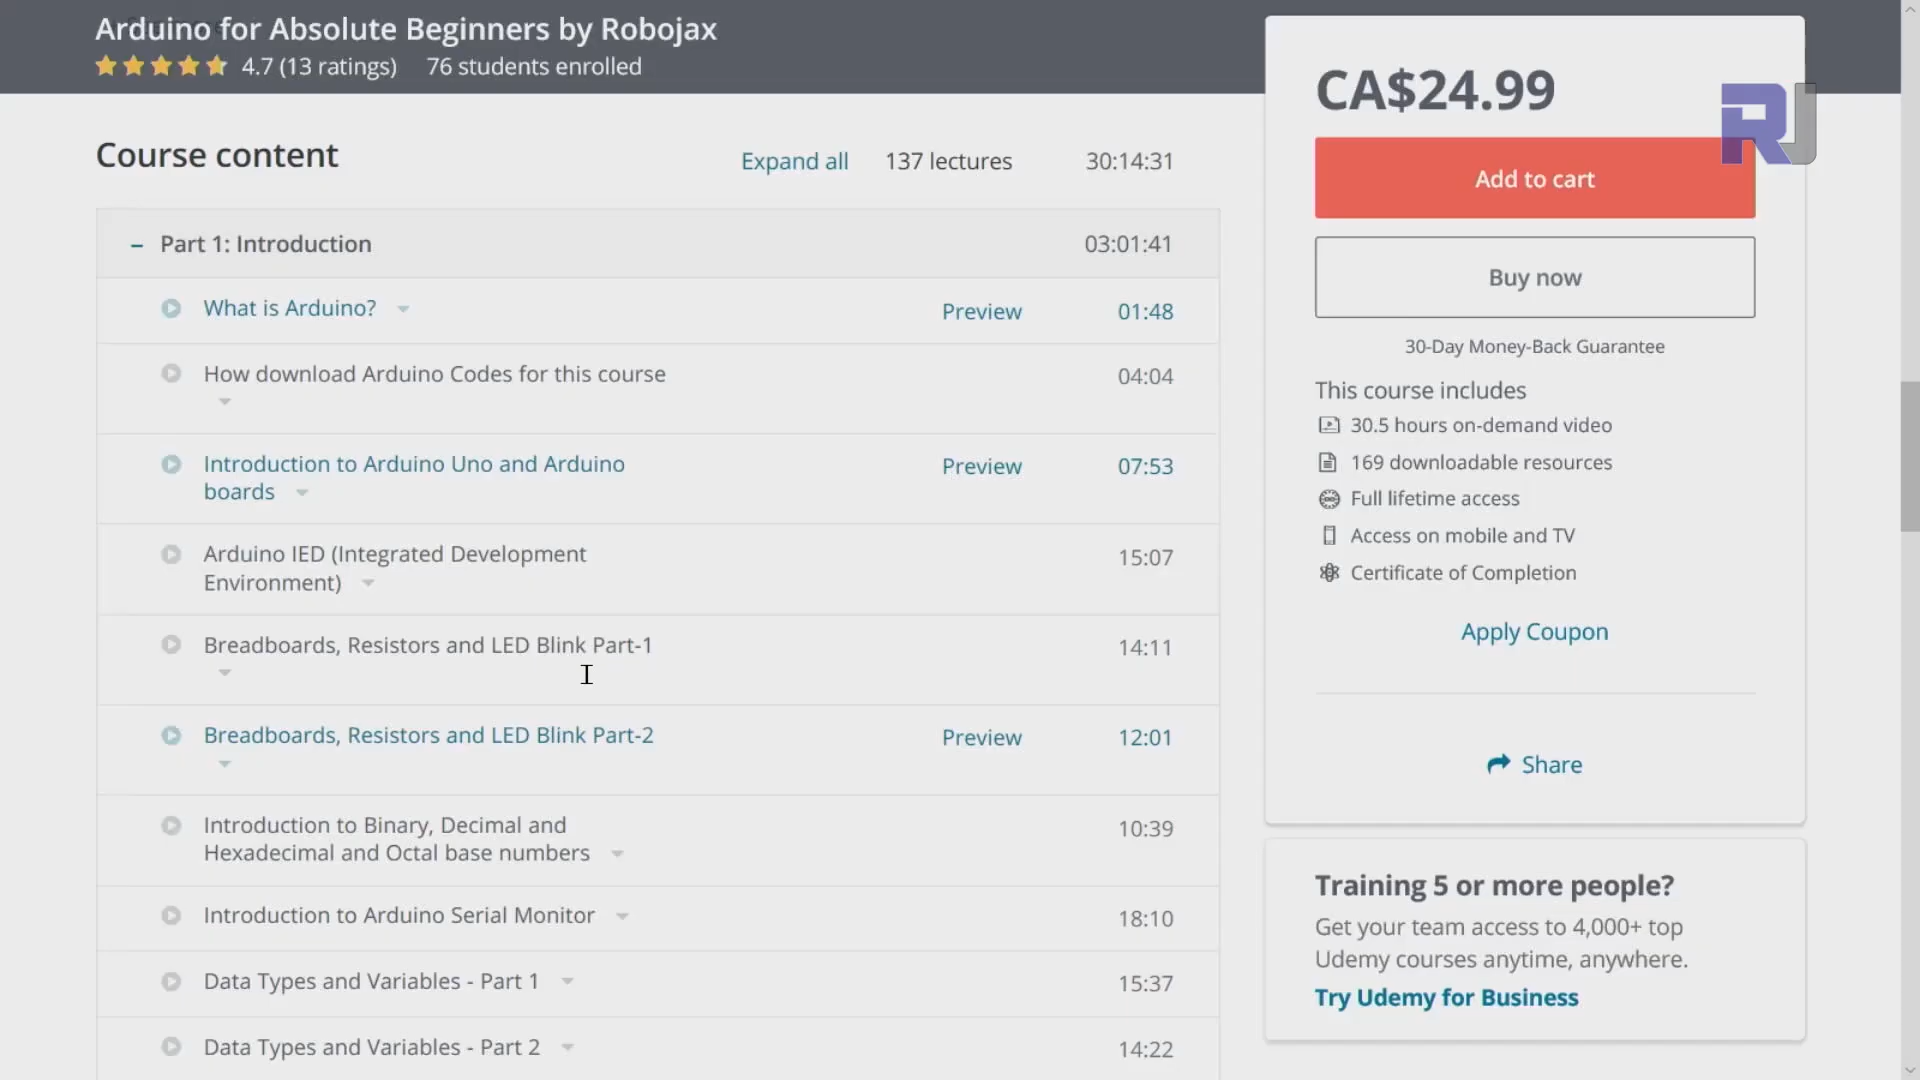 Arduino for Absolute Beginners by Robojax
4.7 (13 ratings) 76 students enrolled
Course content
Expand all 137 lectures 30:14:31
– Part 1: Introduction 03:01:41
What is Arduino? Preview 01:48
How download Arduino Codes for this course 04:04
Introduction to Arduino Uno and Arduino
boards
Preview 07:53
Arduino IED (Integrated Development
Environment)
15:07
Breadboards, Resistors and LED Blink Part-1 14:11
Breadboards, Resistors and LED Blink Part-2 Preview 12:01
Introduction to Binary, Decimal and
Hexadecimal and Octal base numbers
10:39
Introduction to Arduino Serial Monitor 18:10
Data Types and Variables - Part 1 15:37
Data Types and Variables - Part 2 14:22
CA$24.99
RJ
Add to cart
Buy now
30-Day Money-Back Guarantee
This course includes
30.5 hours on-demand video
169 downloadable resources
Full lifetime access
Access on mobile and TV
Certificate of Completion
Apply Coupon
Share
Training 5 or more people?
Get your team access to 4,000+ top
Udemy courses anytime, anywhere.
Try Udemy for Business